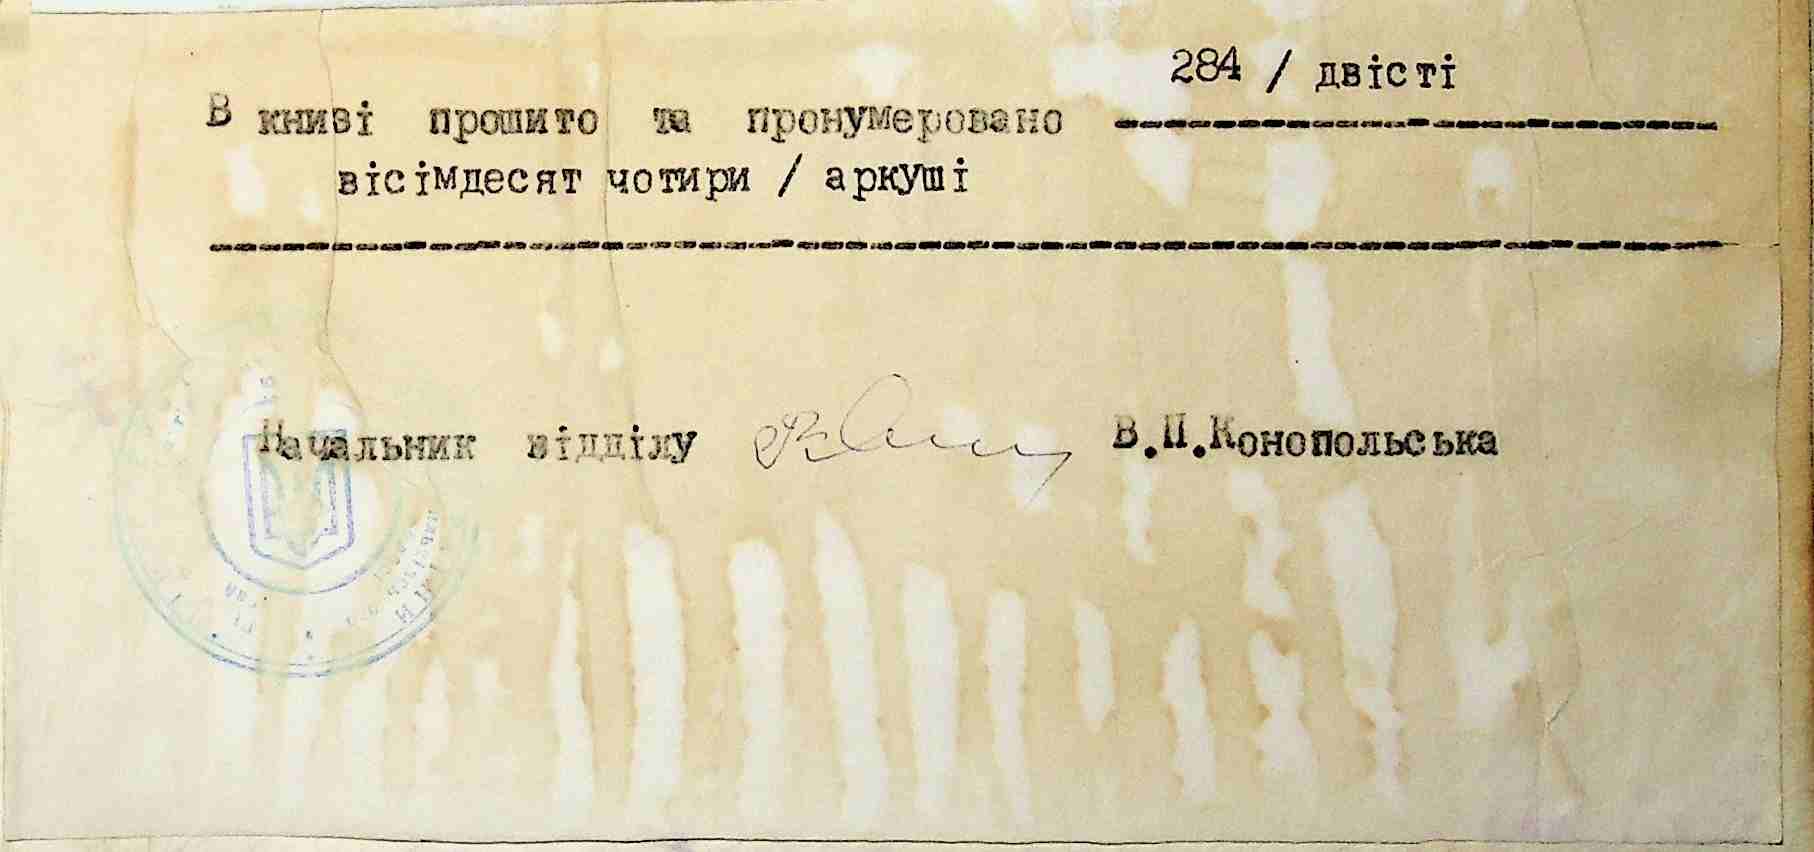 284 / двісті
В книзі прошито та пронумеровано
вісімдесят чотири / аркуші
Начальник відділу В.П.Конопольська